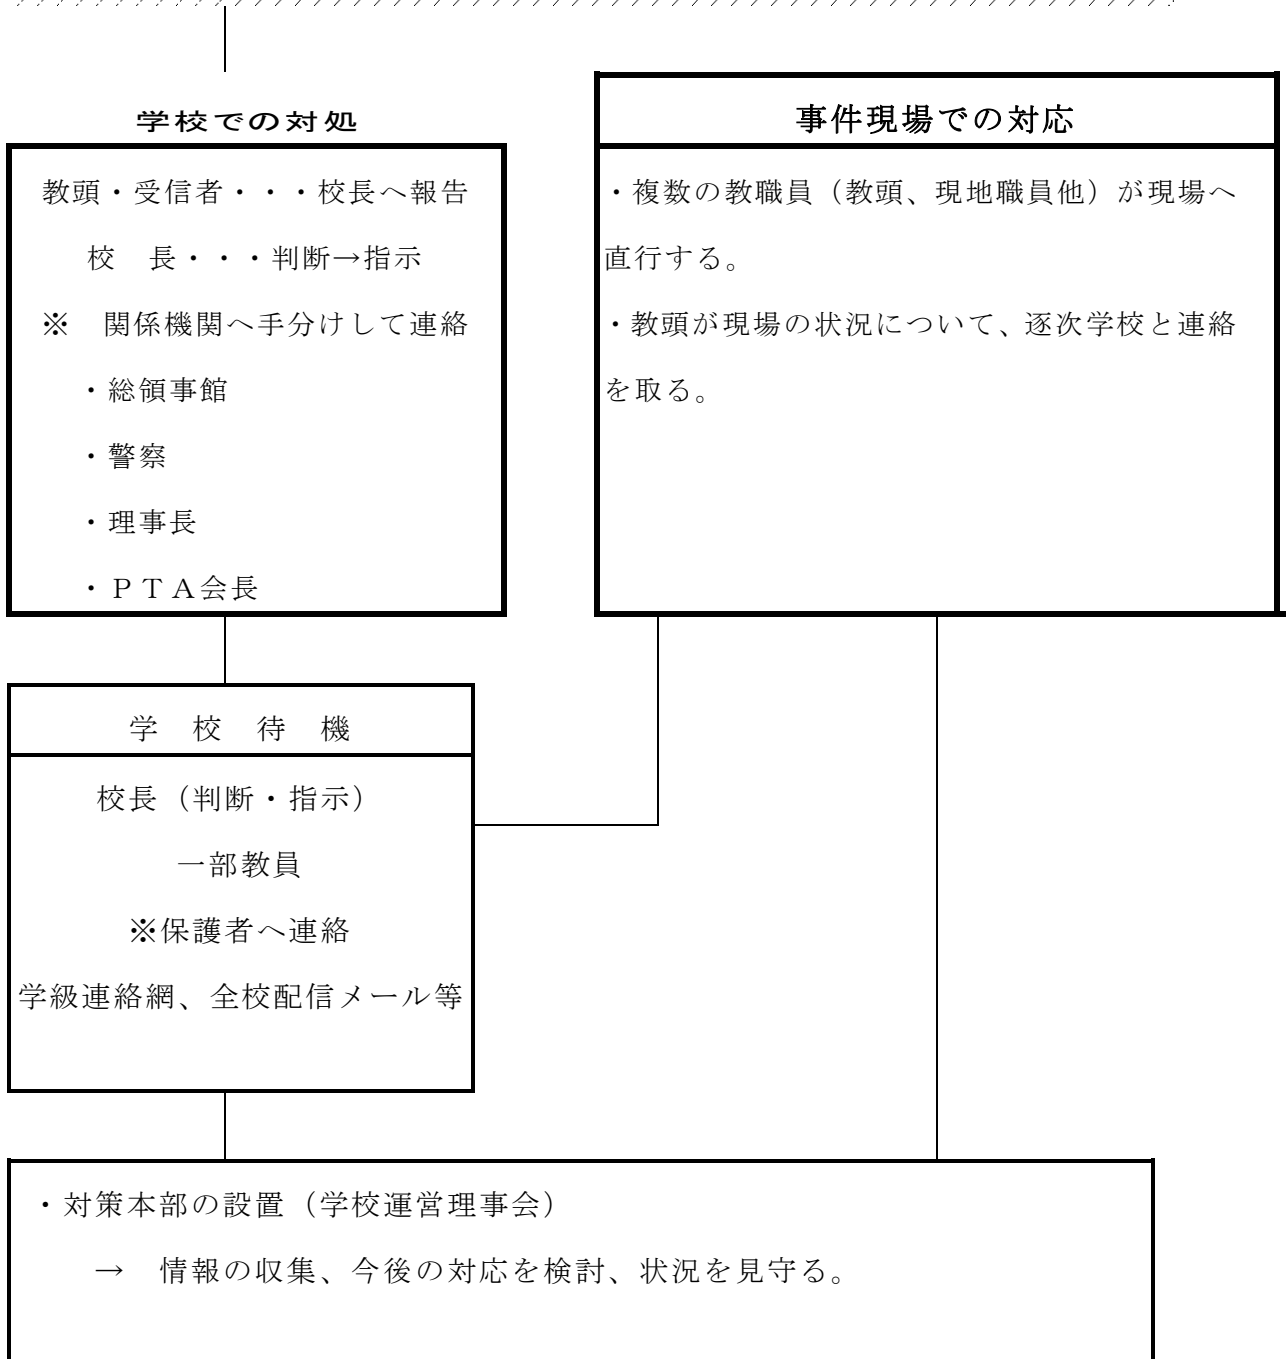 学校での対処
教頭・受信者・・・校長へ報告
校　長・・・判断→指示
※　関係機関へ手分けして連絡
・総領事館
・警察
・理事長
・ＰＴＡ会長
事件現場での対応
・複数の教職員（教頭、現地職員他）が現場へ
直行する。
・教頭が現場の状況について、逐次学校と連絡
を取る。
学　校　待　機
校長（判断・指示）
一部教員
※保護者へ連絡
学級連絡網、全校配信メール等
・対策本部の設置（学校運営理事会）
→　情報の収集、今後の対応を検討、状況を見守る。